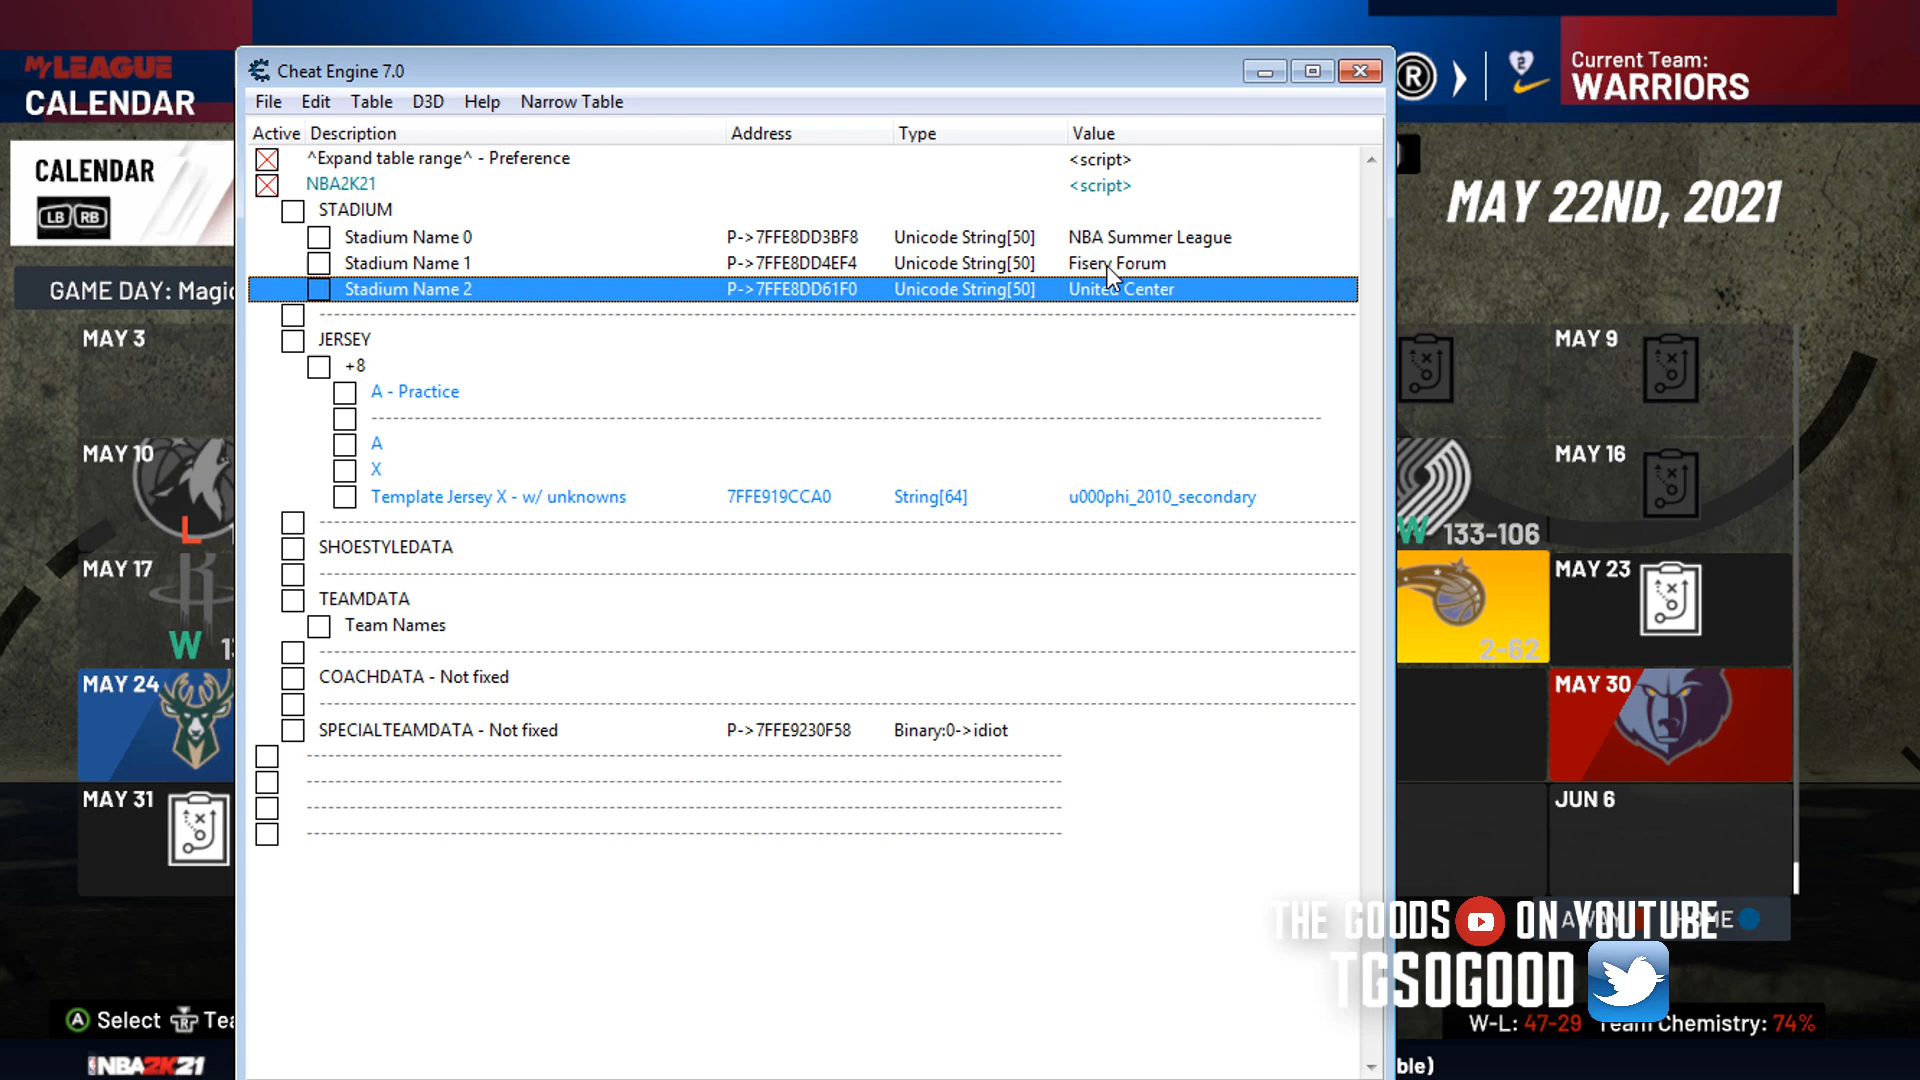 MyLEAGUE
CALENDAR
Cheat Engine 7.0
R
2
Current Team:
WARRIORS
File Edit Table D3D Help Narrow Table
Active Description Address Type Value
^Expand table range^ - Preference <script>
NBA2K21 <script>
STADIUM
Stadium Name 0 P->7FFE8DD3BF8 Unicode String[50] NBA Summer League
Stadium Name 1 P->7FFE8DD4EF4 Unicode String[50] Fiserv Forum
Stadium Name 2 P->7FFE8DD61F0 Unicode String[50] United Center
JERSEY
+8
A - Practice
A
X
Template Jersey X - w/ unknowns 7FFE919CCA0 String[64] u000phi_2010_secondary
SHOESTYLEDATA
TEAMDATA
Team Names
COACHDATA - Not fixed
SPECIALTEAMDATA - Not fixed P->7FFE9230F58 Binary:0->idiot
CALENDAR
LB RB
MAY 22ND, 2021
GAME DAY: Magic
MAY 3
MAY 9
MAY 10
L
MAY 16
W 133-106
MAY 17
W 1
2-62
MAY 23
MAY 24
MAY 30
MAY 31
JUN 6
AWAY HOME
THE GOODS ON YOUTUBE
TGSOGOOD
A Select R Tea
W-L: 47-29 Team Chemistry: 74%
NBA2K21
ble)